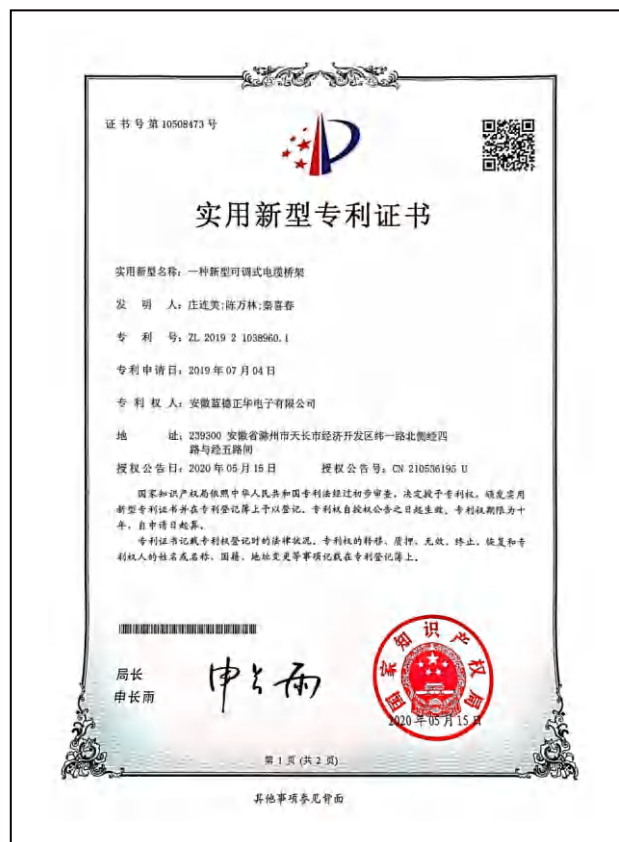 证书号第10508473号
实用新型专利证书
实用新型名称：一种新型可调式电缆桥架
发明人：庄连英;陈万林;秦喜春
专利号：ZL 2019 2 1038960.1
专利申请日：2019年07月04日
专利权人：安徽蓝德正华电子有限公司
地址：239300 安徽省滁州市天长市经济开发区纬一路北侧经四
路与经五路间
授权公告日：2020年05月15日 授权公告号：CN 210536195 U
国家知识产权局依照中华人民共和国专利法经过初步审查，决定授予专利权，颁发实用
新型专利证书并在专利登记簿上予以登记。专利权自授权公告之日起生效。专利权期限为十
年，自申请日起算。
专利证书记载专利权登记时的法律状况。专利权的转移、质押、无效、终止、恢复和专
利权人的姓名或名称、国籍、地址变更等事项记载在专利登记簿上。
局长
申长雨
申长雨
国家知识产权局
2020年05月15日
第1页(共2页)
其他事项参见背面